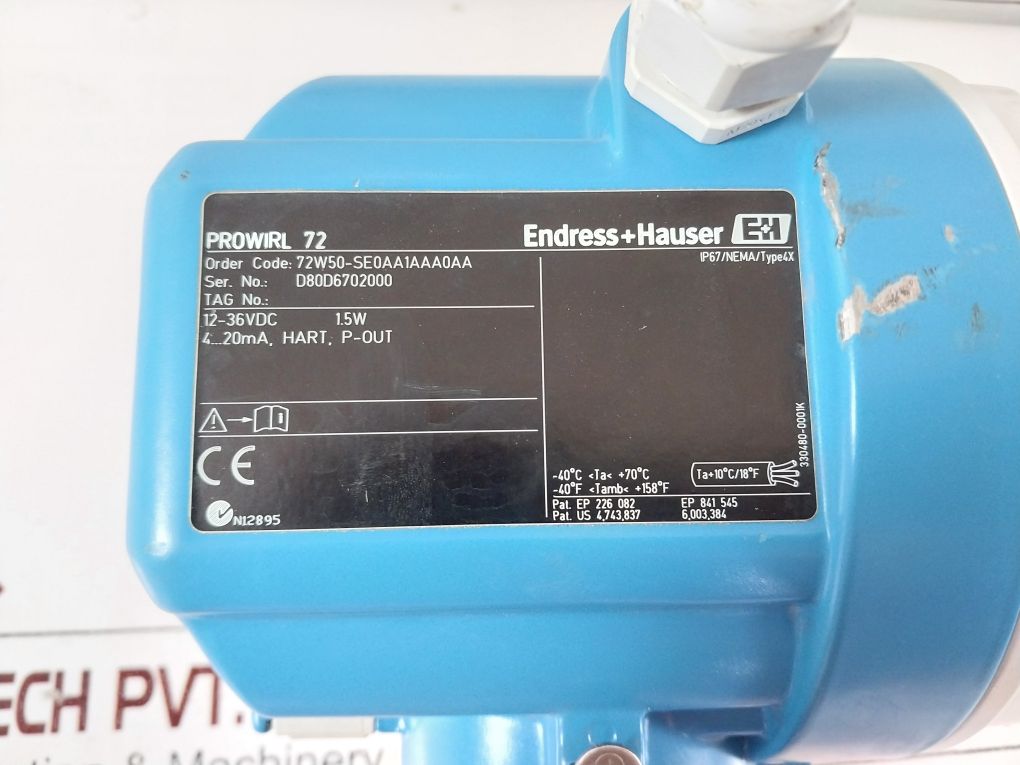 PROWIRL 72
Endress+Hauser E+H
IP67/NEMA/Type4X
Order Code: 72W50-SE0AA1AAA0AA
Ser. No.: D80D6702000
TAG No.:
12-36VDC 1.5W
4...20mA, HART, P-OUT
CE
N12895
-40°C <Ta< +70°C
-40°F <Tamb< +158°F
Ta+10°C/18°F
330480-0001K
Pat. EP 226 082 EP 841 545
Pat. US 4,743,837 6,003,384
ECH PVT.
& Machinery